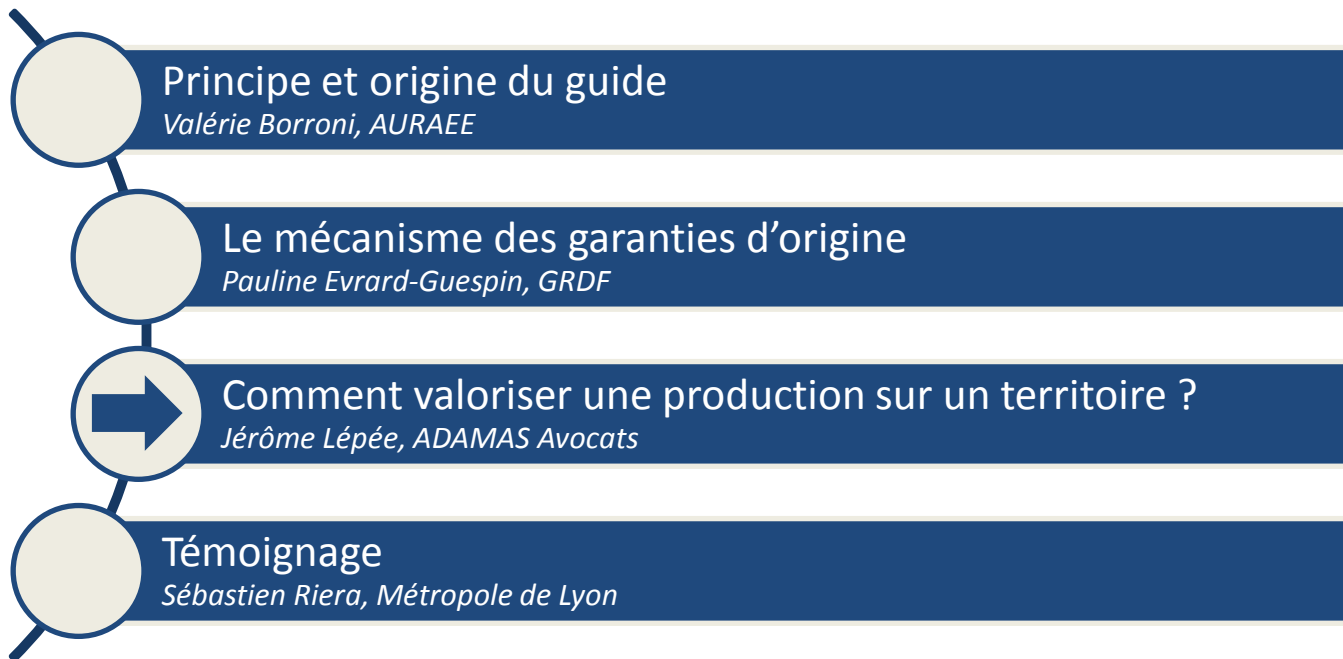 Principe et origine du guide
Valérie Borroni, AURAEE
Le mécanisme des garanties d’origine
Pauline Evrard-Guespin, GRDF
Comment valoriser une production sur un territoire ?
Jérôme Lépée, ADAMAS Avocats
Témoignage
Sébastien Riera, Métropole de Lyon